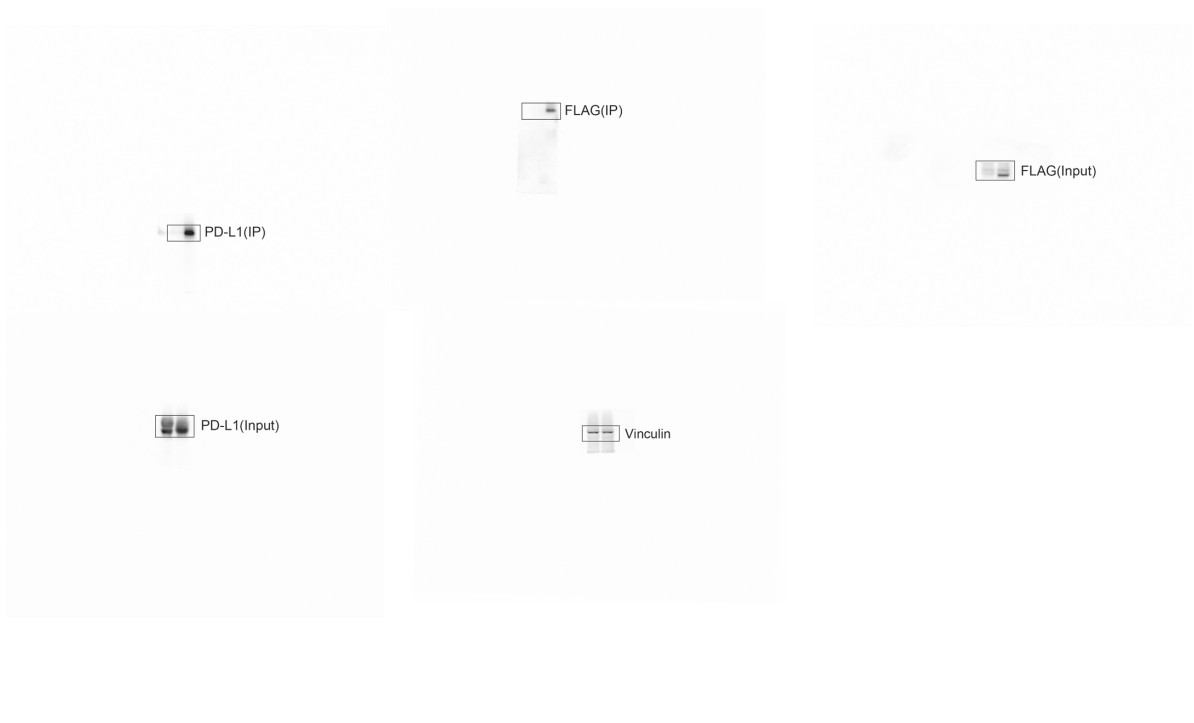 FLAG(IP)
FLAG(Input)
PD-L1(IP)
PD-L1(Input)
Vinculin